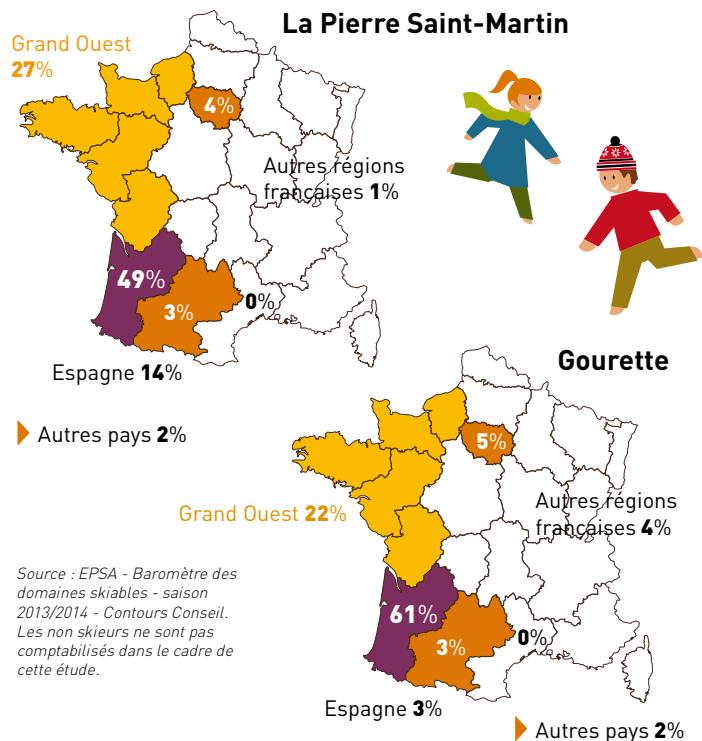 La Pierre Saint-Martin
Grand Ouest
27%
4%
Autres régions
françaises 1%
49%
3%
0%
Espagne 14%
Autres pays 2%
Gourette
5%
Grand Ouest 22%
Autres régions
françaises 4%
61%
3%
0%
Espagne 3%
Autres pays 2%
Source : EPSA - Baromètre des
domaines skiables - saison
2013/2014 - Contours Conseil.
Les non skieurs ne sont pas
comptabilisés dans le cadre de
cette étude.